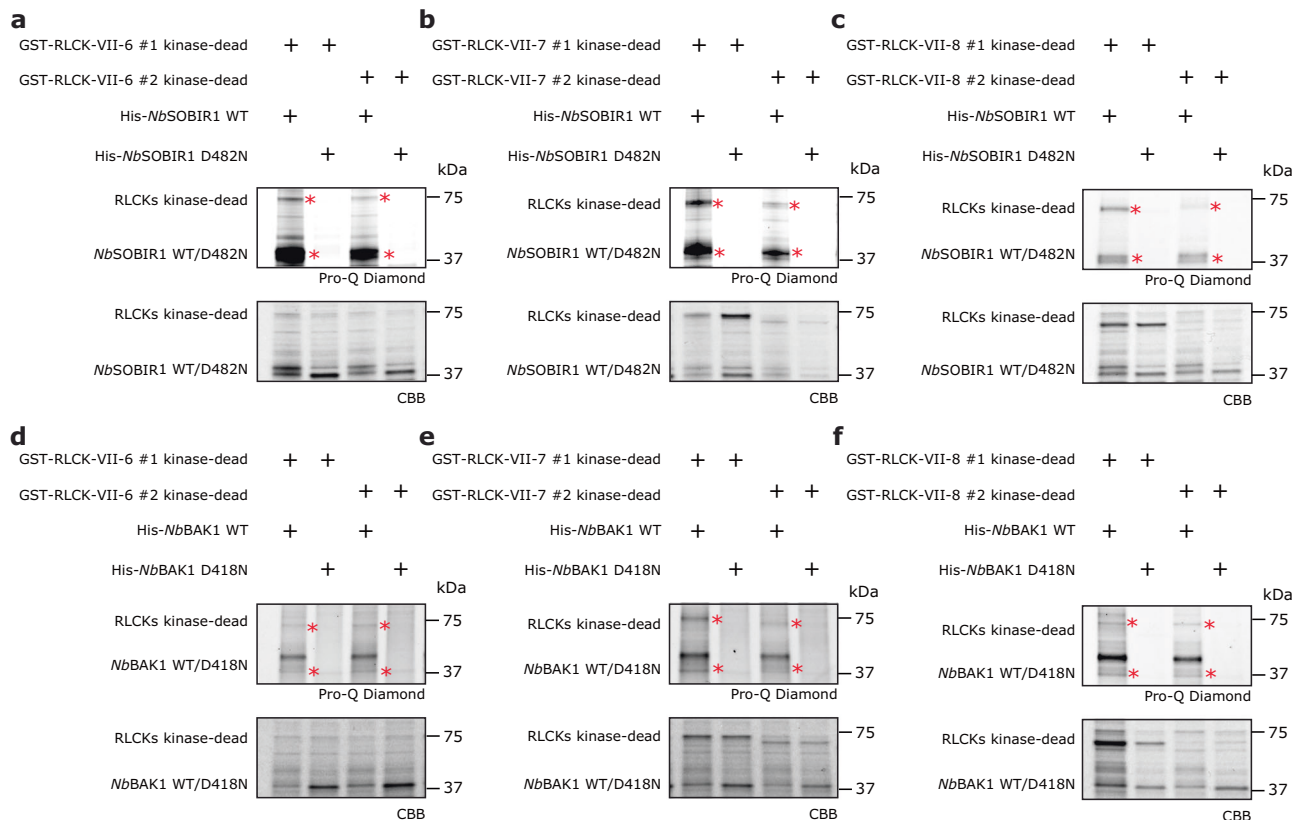 a
GST-RLCK-VII-6 #1 kinase-dead + +
GST-RLCK-VII-6 #2 kinase-dead + +
His-NbSOBIR1 WT + +
His-NbSOBIR1 D482N + +
kDa
RLCKs kinase-dead * * 75
NbSOBIR1 WT/D482N * * 37
Pro-Q Diamond
RLCKs kinase-dead 75
NbSOBIR1 WT/D482N 37
CBB
b
GST-RLCK-VII-7 #1 kinase-dead + +
GST-RLCK-VII-7 #2 kinase-dead + +
His-NbSOBIR1 WT + +
His-NbSOBIR1 D482N + +
kDa
RLCKs kinase-dead * * 75
NbSOBIR1 WT/D482N * * 37
Pro-Q Diamond
RLCKs kinase-dead 75
NbSOBIR1 WT/D482N 37
CBB
c
GST-RLCK-VII-8 #1 kinase-dead + +
GST-RLCK-VII-8 #2 kinase-dead + +
His-NbSOBIR1 WT + +
His-NbSOBIR1 D482N + +
kDa
RLCKs kinase-dead * * 75
NbSOBIR1 WT/D482N * * 37
Pro-Q Diamond
RLCKs kinase-dead 75
NbSOBIR1 WT/D482N 37
CBB
d
GST-RLCK-VII-6 #1 kinase-dead + +
GST-RLCK-VII-6 #2 kinase-dead + +
His-NbBAK1 WT + +
His-NbBAK1 D418N + +
kDa
RLCKs kinase-dead * * 75
NbBAK1 WT/D418N * * 37
Pro-Q Diamond
RLCKs kinase-dead 75
NbBAK1 WT/D418N 37
CBB
e
GST-RLCK-VII-7 #1 kinase-dead + +
GST-RLCK-VII-7 #2 kinase-dead + +
His-NbBAK1 WT + +
His-NbBAK1 D418N + +
kDa
RLCKs kinase-dead * * 75
NbBAK1 WT/D418N * * 37
Pro-Q Diamond
RLCKs kinase-dead 75
NbBAK1 WT/D418N 37
CBB
f
GST-RLCK-VII-8 #1 kinase-dead + +
GST-RLCK-VII-8 #2 kinase-dead + +
His-NbBAK1 WT + +
His-NbBAK1 D418N + +
kDa
RLCKs kinase-dead * * 75
NbBAK1 WT/D418N * * 37
Pro-Q Diamond
RLCKs kinase-dead 75
NbBAK1 WT/D418N 37
CBB